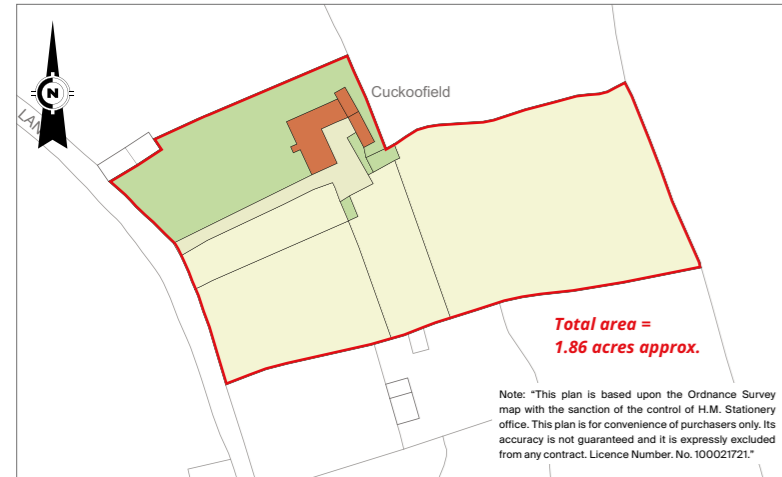 N
Cuckoofield
Total area =
1.86 acres approx.
Note: “This plan is based upon the Ordnance Survey
map with the sanction of the control of H.M. Stationery
office. This plan is for convenience of purchasers only. Its
accuracy is not guaranteed and it is expressly excluded
from any contract. Licence Number. No. 100021721.”